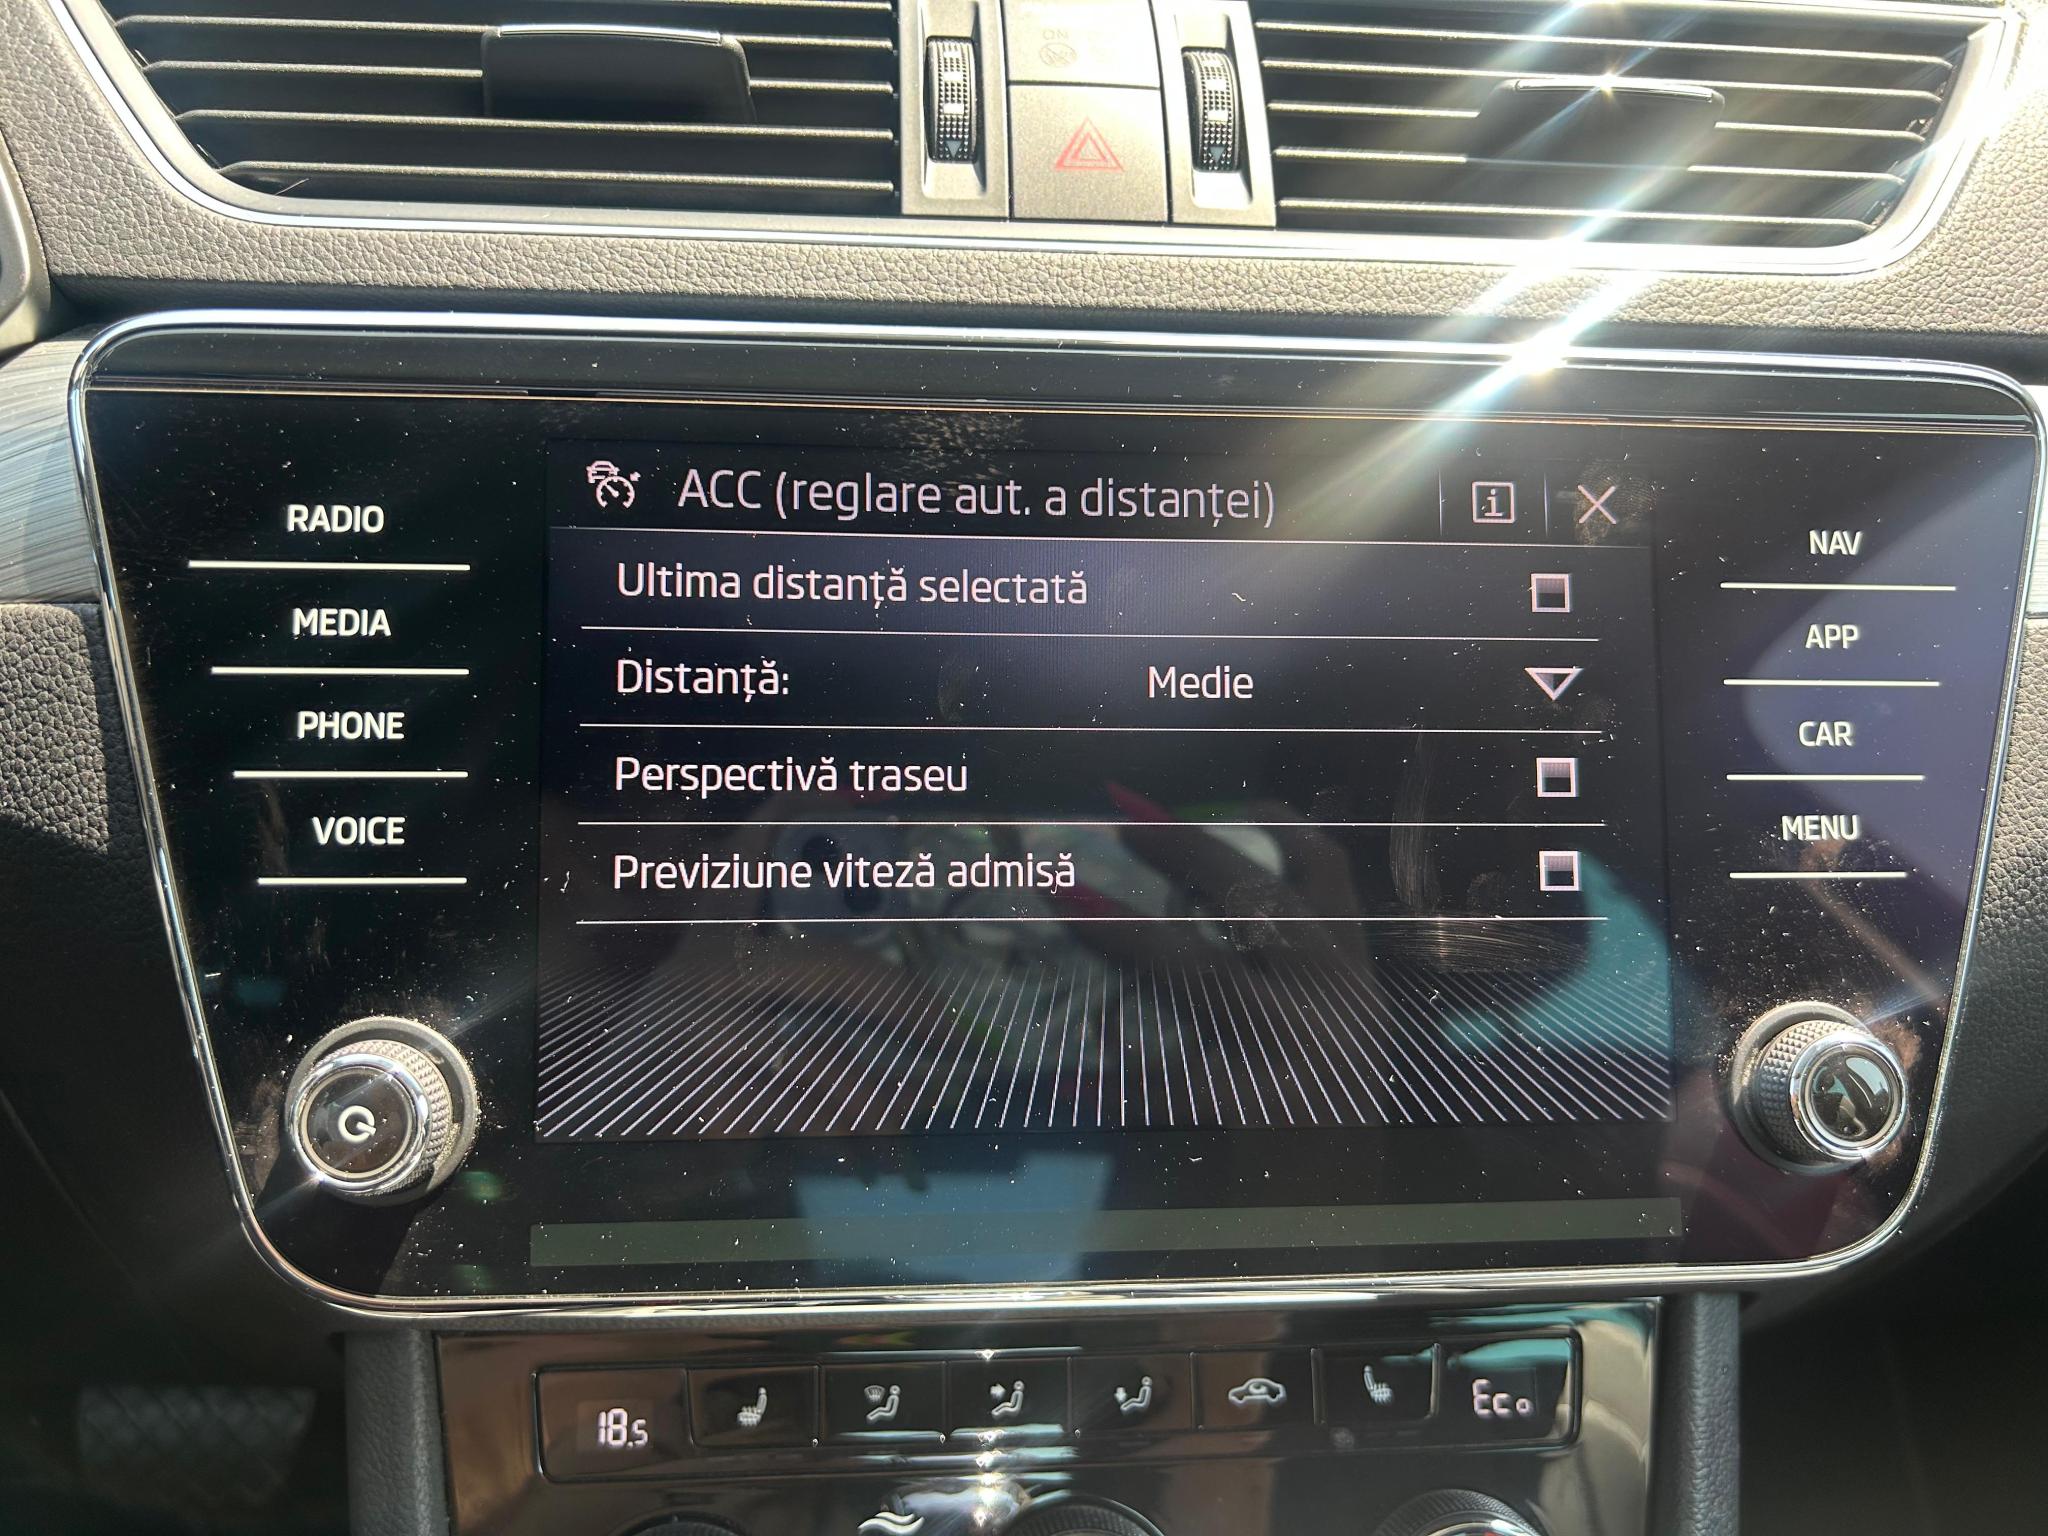 ACC (reglare aut. a distanței)
Ultima distanță selectată
Distanță: Medie
Perspectivă traseu
Previziune viteză admisă
RADIO
MEDIA
PHONE
VOICE
NAV
APP
CAR
MENU
18.5
Eco